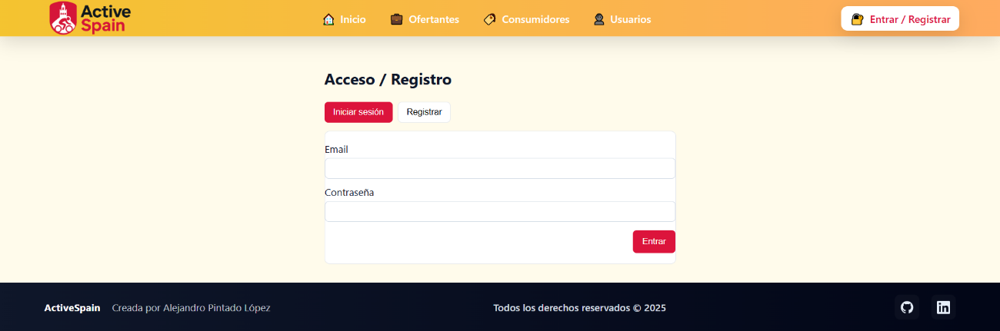 Active
Spain
Inicio
Ofertantes
Consumidores
Usuarios
Entrar / Registrar
Acceso / Registro
Iniciar sesión
Registrar
Email
Contraseña
Entrar
ActiveSpain
Creada por Alejandro Pintado López
Todos los derechos reservados © 2025
in